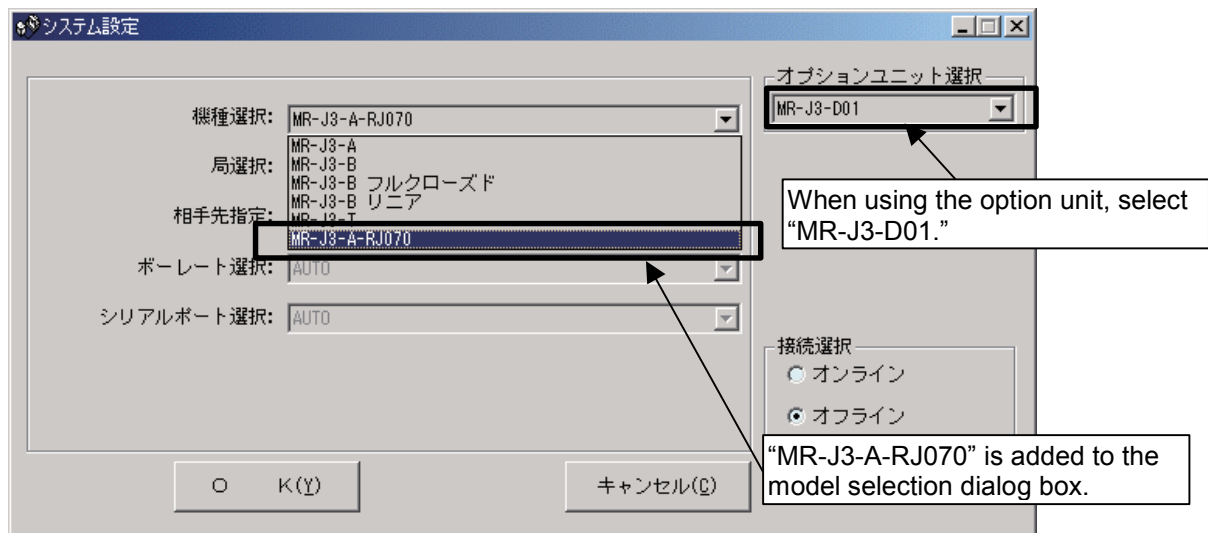 システム設定
オプションユニット選択
機種選択: MR-J3-A-RJ070
MR-J3-D01
MR-J3-A
局選択: MR-J3-B
MR-J3-B フルクローズド
MR-J3-B リニア
相手先指定: MR-J3-T
MR-J3-A-RJ070
When using the option unit, select
“MR-J3-D01.”
ボーレート選択: AUTO
シリアルポート選択: AUTO
接続選択
オンライン
オフライン
“MR-J3-A-RJ070” is added to the
model selection dialog box.
O K(Y)
キャンセル(C)